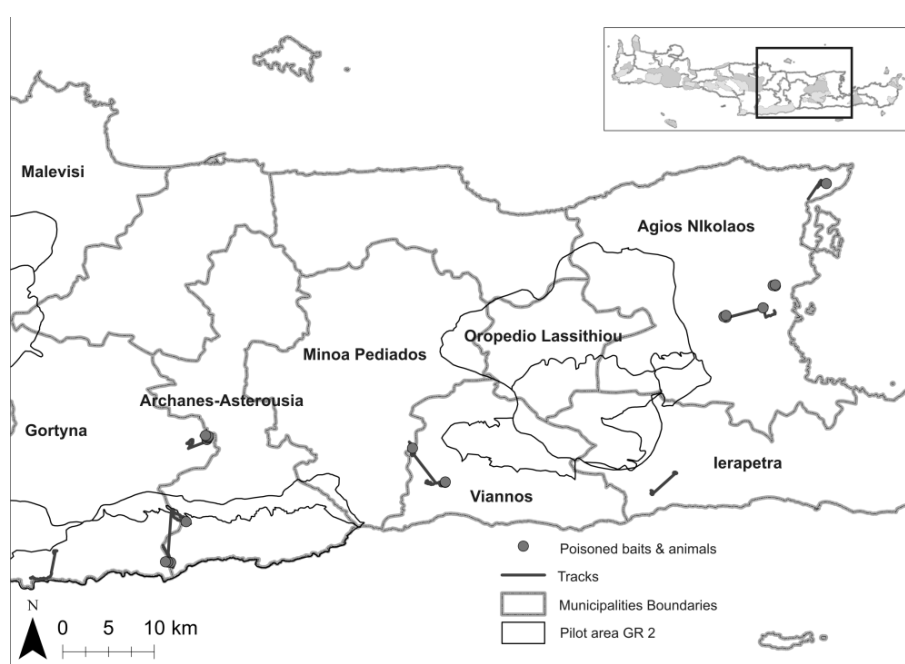 Malevisi
Agios NIkolaos
Oropedio Lassithiou
Minoa Pediados
Archanes-Asterousia
Gortyna
Ierapetra
Viannos
Poisoned baits & animals
Tracks
Municipalities Boundaries
Pilot area GR 2
N
0 5 10 km